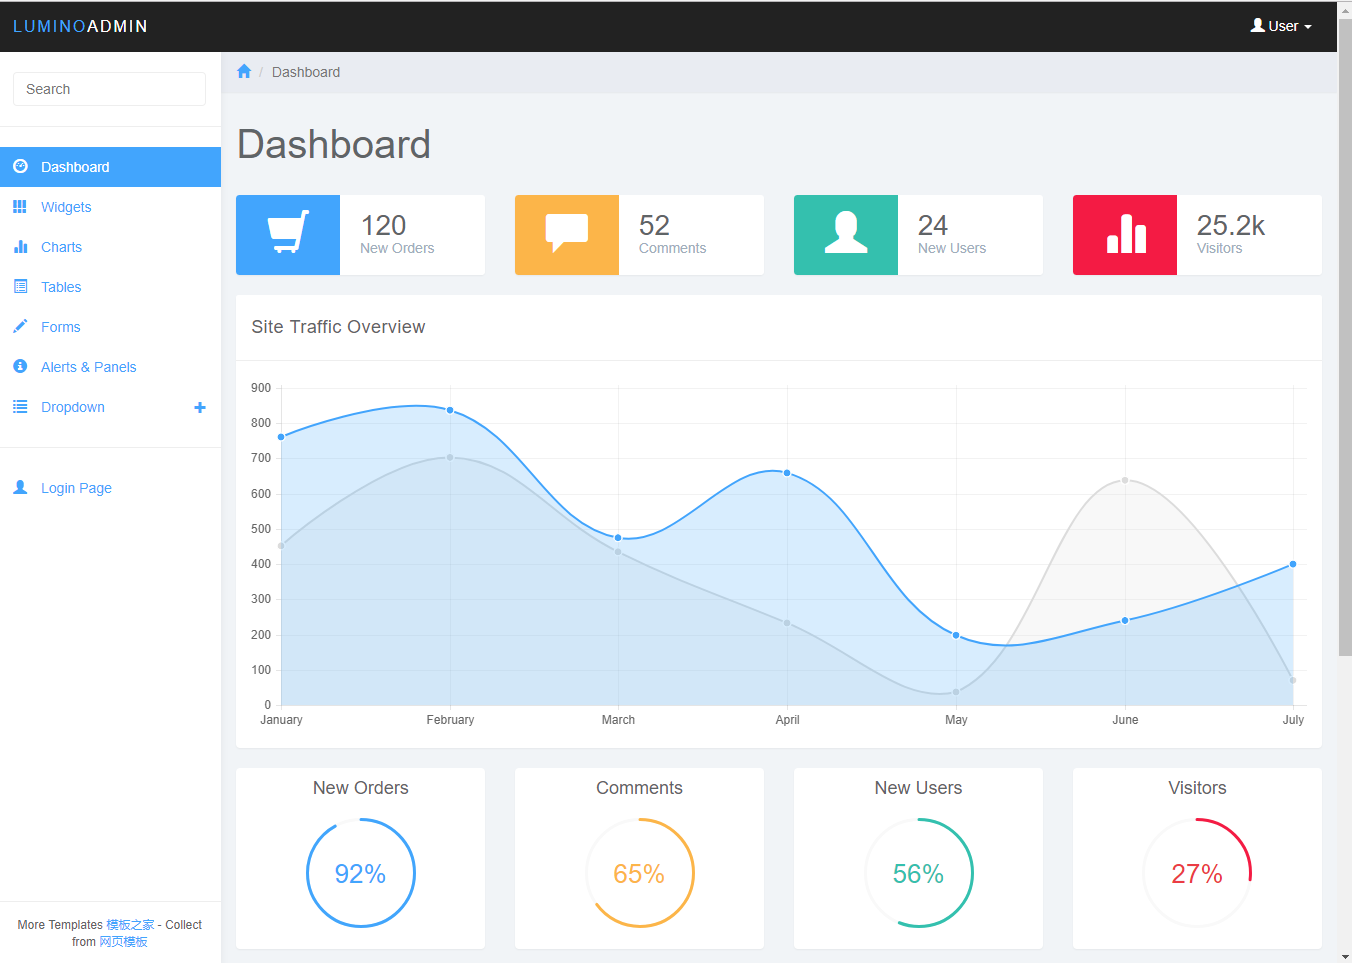 LUMINOADMIN
User
Search
Dashboard
Widgets
Charts
Tables
Forms
Alerts & Panels
Dropdown
Login Page
More Templates 模板之家 - Collect
from 网页模板
/ Dashboard
Dashboard
120
New Orders
52
Comments
24
New Users
25.2k
Visitors
Site Traffic Overview
900
800
700
600
500
400
300
200
100
0
January February March April May June July
New Orders
92%
Comments
65%
New Users
56%
Visitors
27%